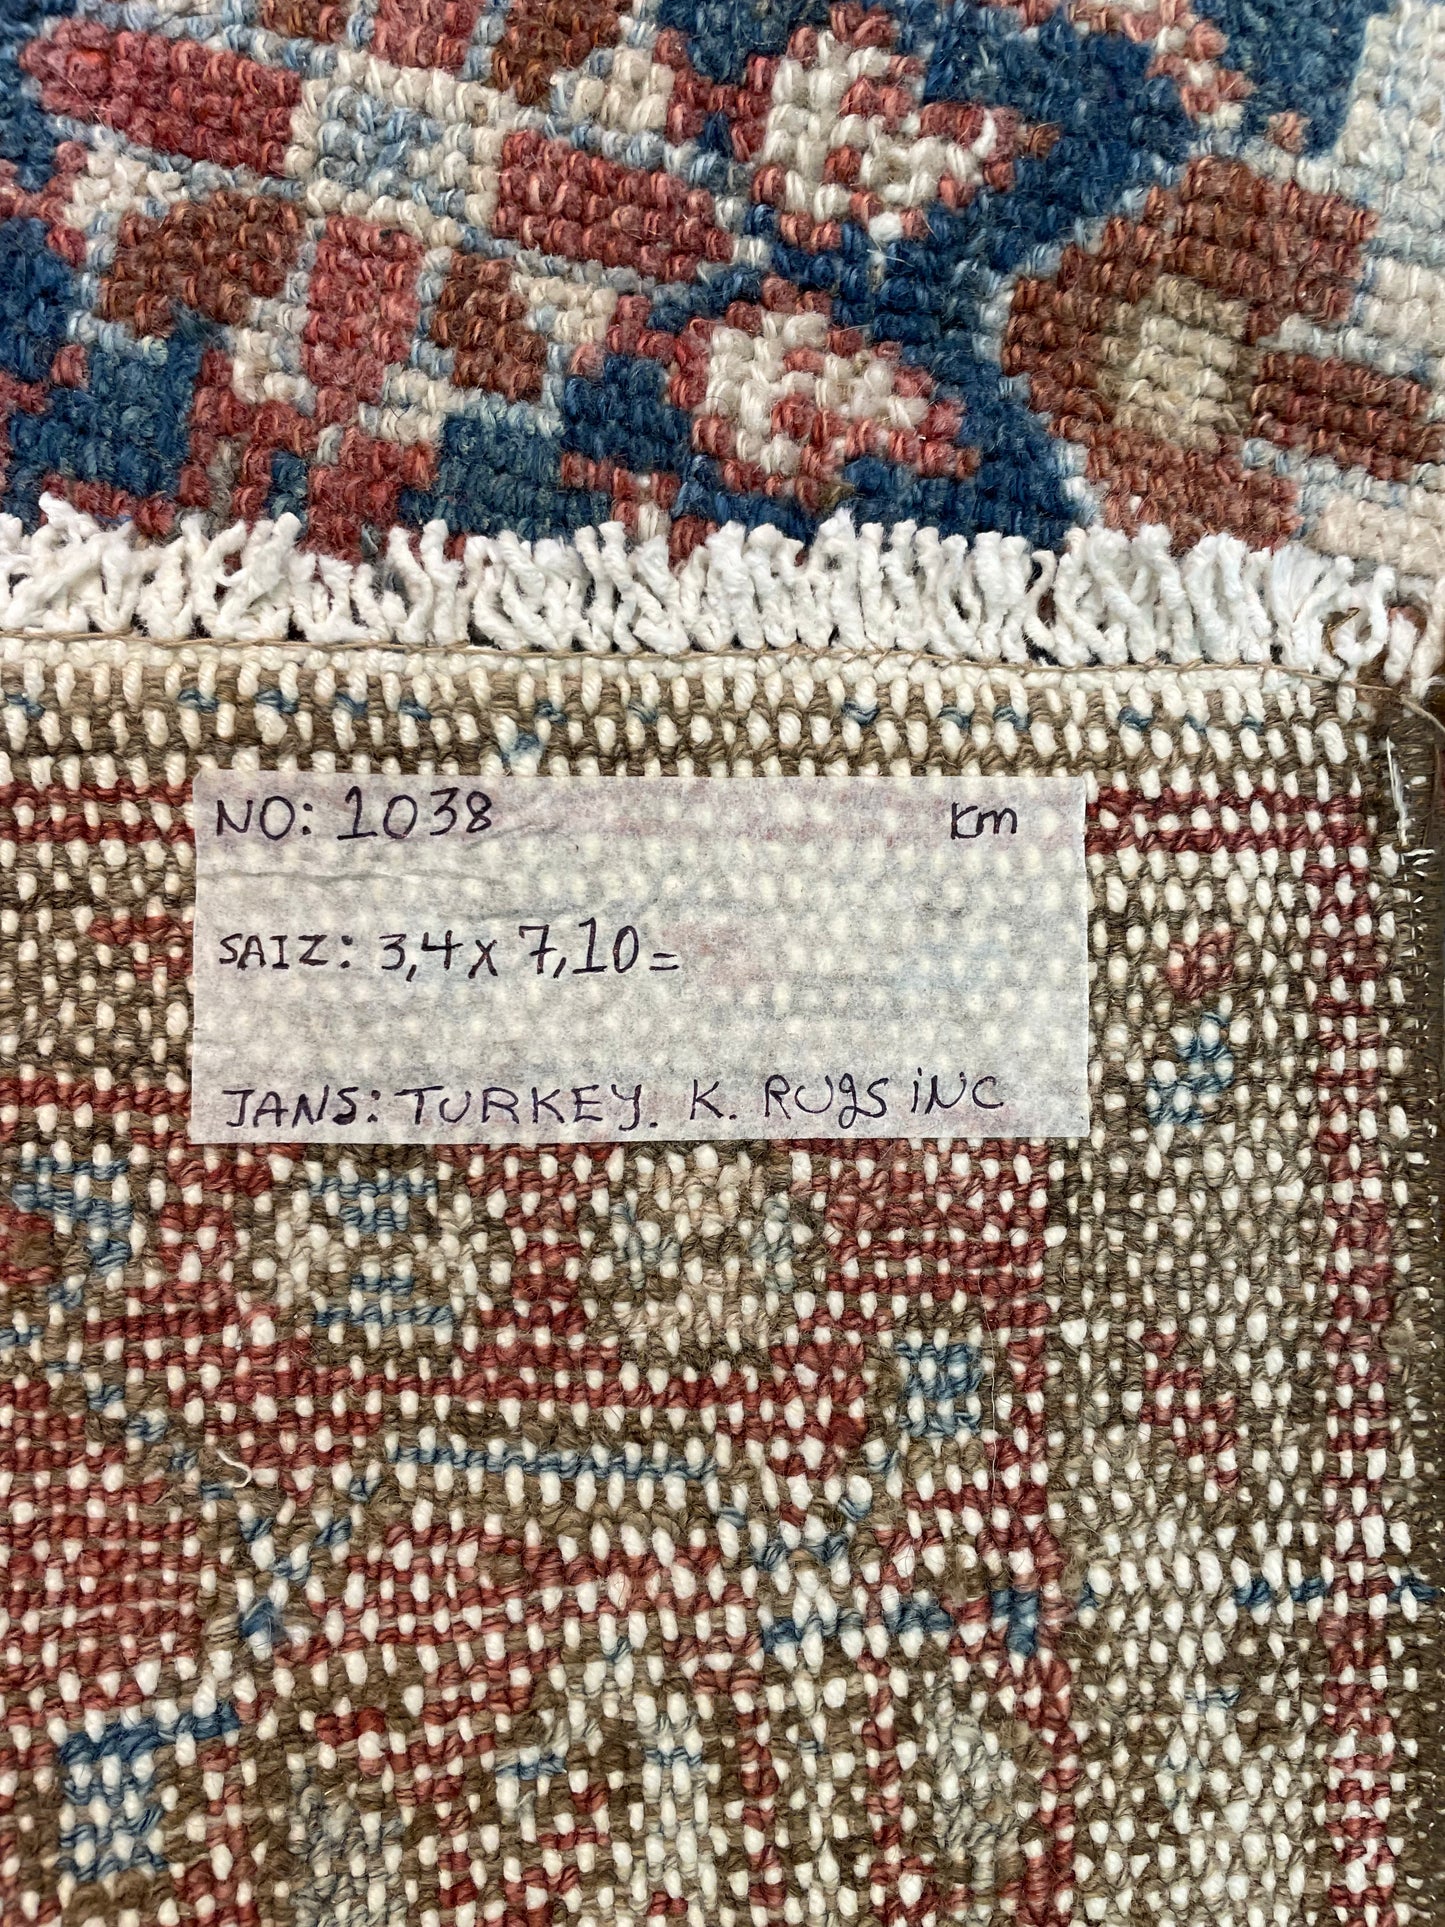 NO: 1038 Km
SAIZ: 3,4 x 7,10=
JANS: TURKEY. K. RUgS iNC